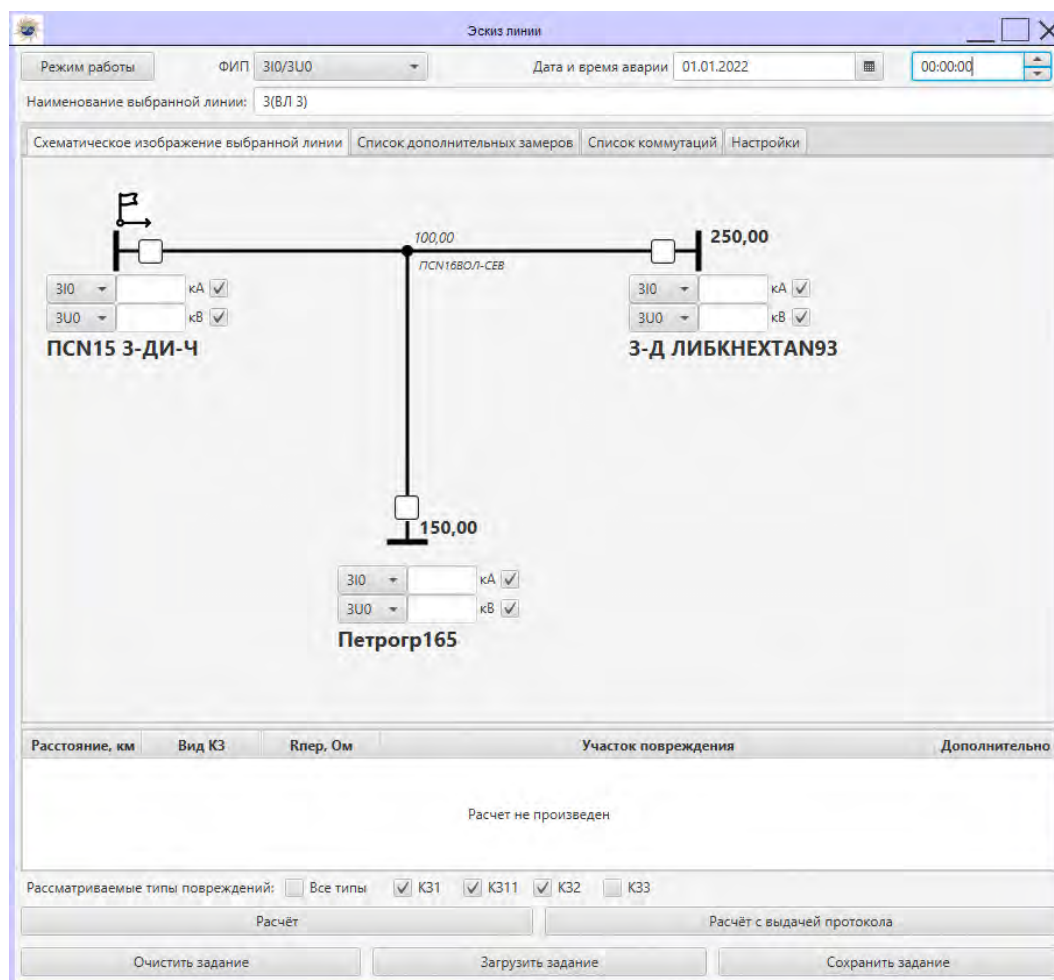 Эскиз линии
Режим работы ФИП 3I0/3U0 Дата и время аварии 01.01.2022 00:00:00
Наименование выбранной линии: 3(ВЛ 3)
Схематическое изображение выбранной линии Список дополнительных замеров Список коммутаций Настройки
100,00 250,00
ПСN16ВОЛ-СЕВ
3I0 кА 3I0 кА
3U0 кВ 3U0 кВ
ПСN15 3-ДИ-Ч 3-Д ЛИБКНЕХТАN93
150,00
3I0 кА
3U0 кВ
Петрогр165
Расстояние, км Вид КЗ Rпер, Ом Участок повреждения Дополнительно
Расчет не произведен
Рассматриваемые типы повреждений: Все типы К31 К311 К32 К33
Расчёт Расчёт с выдачей протокола
Очистить задание Загрузить задание Сохранить задание